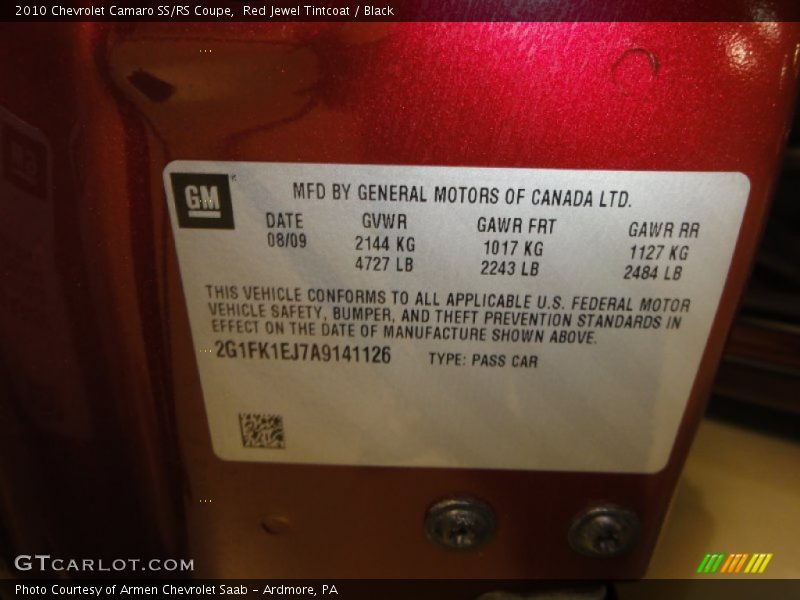 2010 Chevrolet Camaro SS/RS Coupe, Red Jewel Tintcoat / Black
GM
MFD BY GENERAL MOTORS OF CANADA LTD.
DATE GVWR GAWR FRT GAWR RR
08/09 2144 KG 1017 KG 1127 KG
4727 LB 2243 LB 2484 LB
THIS VEHICLE CONFORMS TO ALL APPLICABLE U.S. FEDERAL MOTOR
VEHICLE SAFETY, BUMPER, AND THEFT PREVENTION STANDARDS IN
EFFECT ON THE DATE OF MANUFACTURE SHOWN ABOVE.
2G1FK1EJ7A9141126 TYPE: PASS CAR
GTCARLOT.COM
Photo Courtesy of Armen Chevrolet Saab - Ardmore, PA